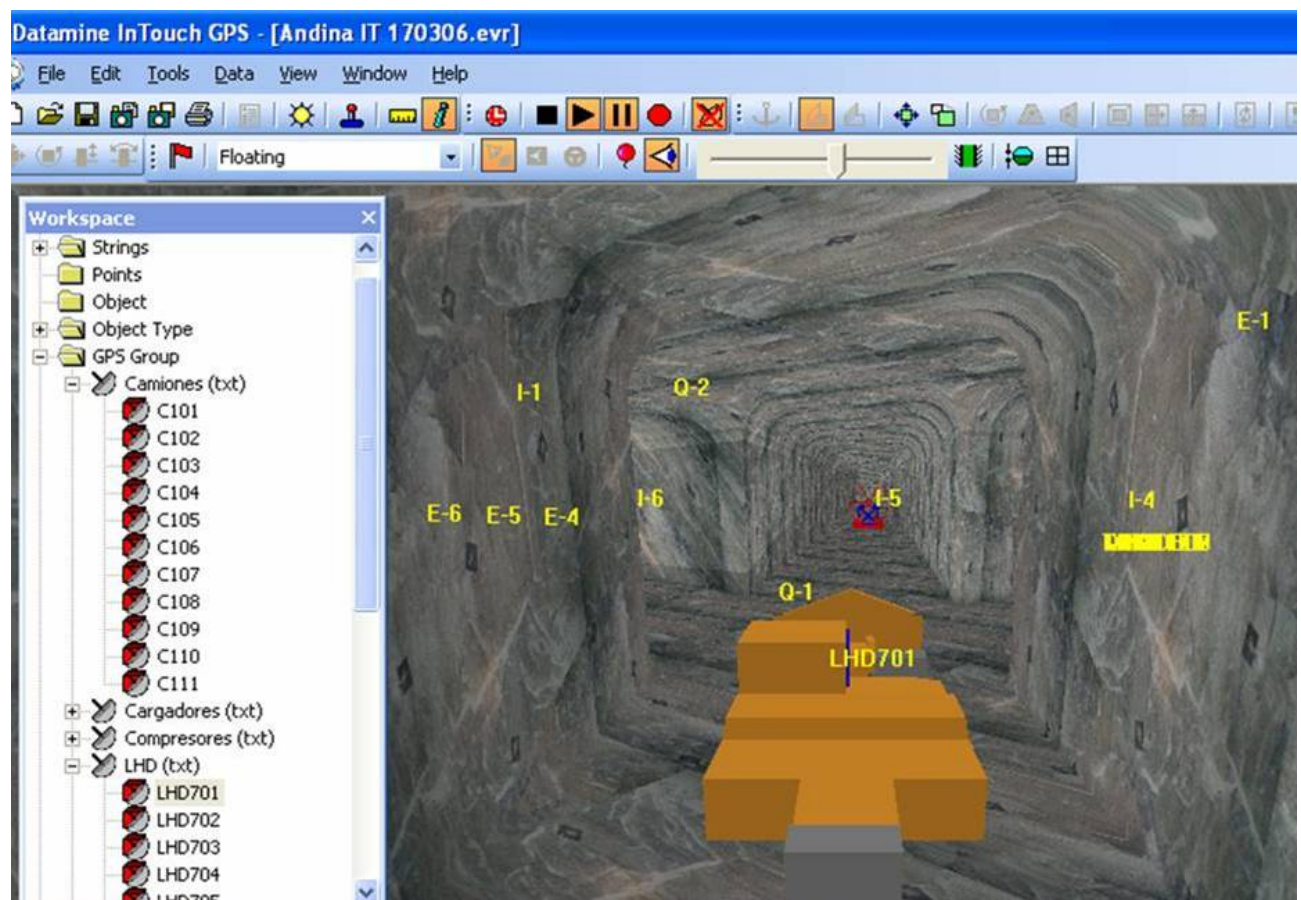 Datamine InTouch GPS - [Andina IT 170306.evr]
File Edit Tools Data View Window Help
Floating
Workspace
Strings
Points
Object
Object Type
GPS Group
Camiones (txt)
C101
C102
C103
C104
C105
C106
C107
C108
C109
C110
C111
Cargadores (txt)
Compresores (txt)
LHD (txt)
LHD701
LHD702
LHD703
LHD704
LHD705
E-1
I-1 Q-2
E-6 E-5 E-4 I-6 I-5 I-4
Q-1
LHD701